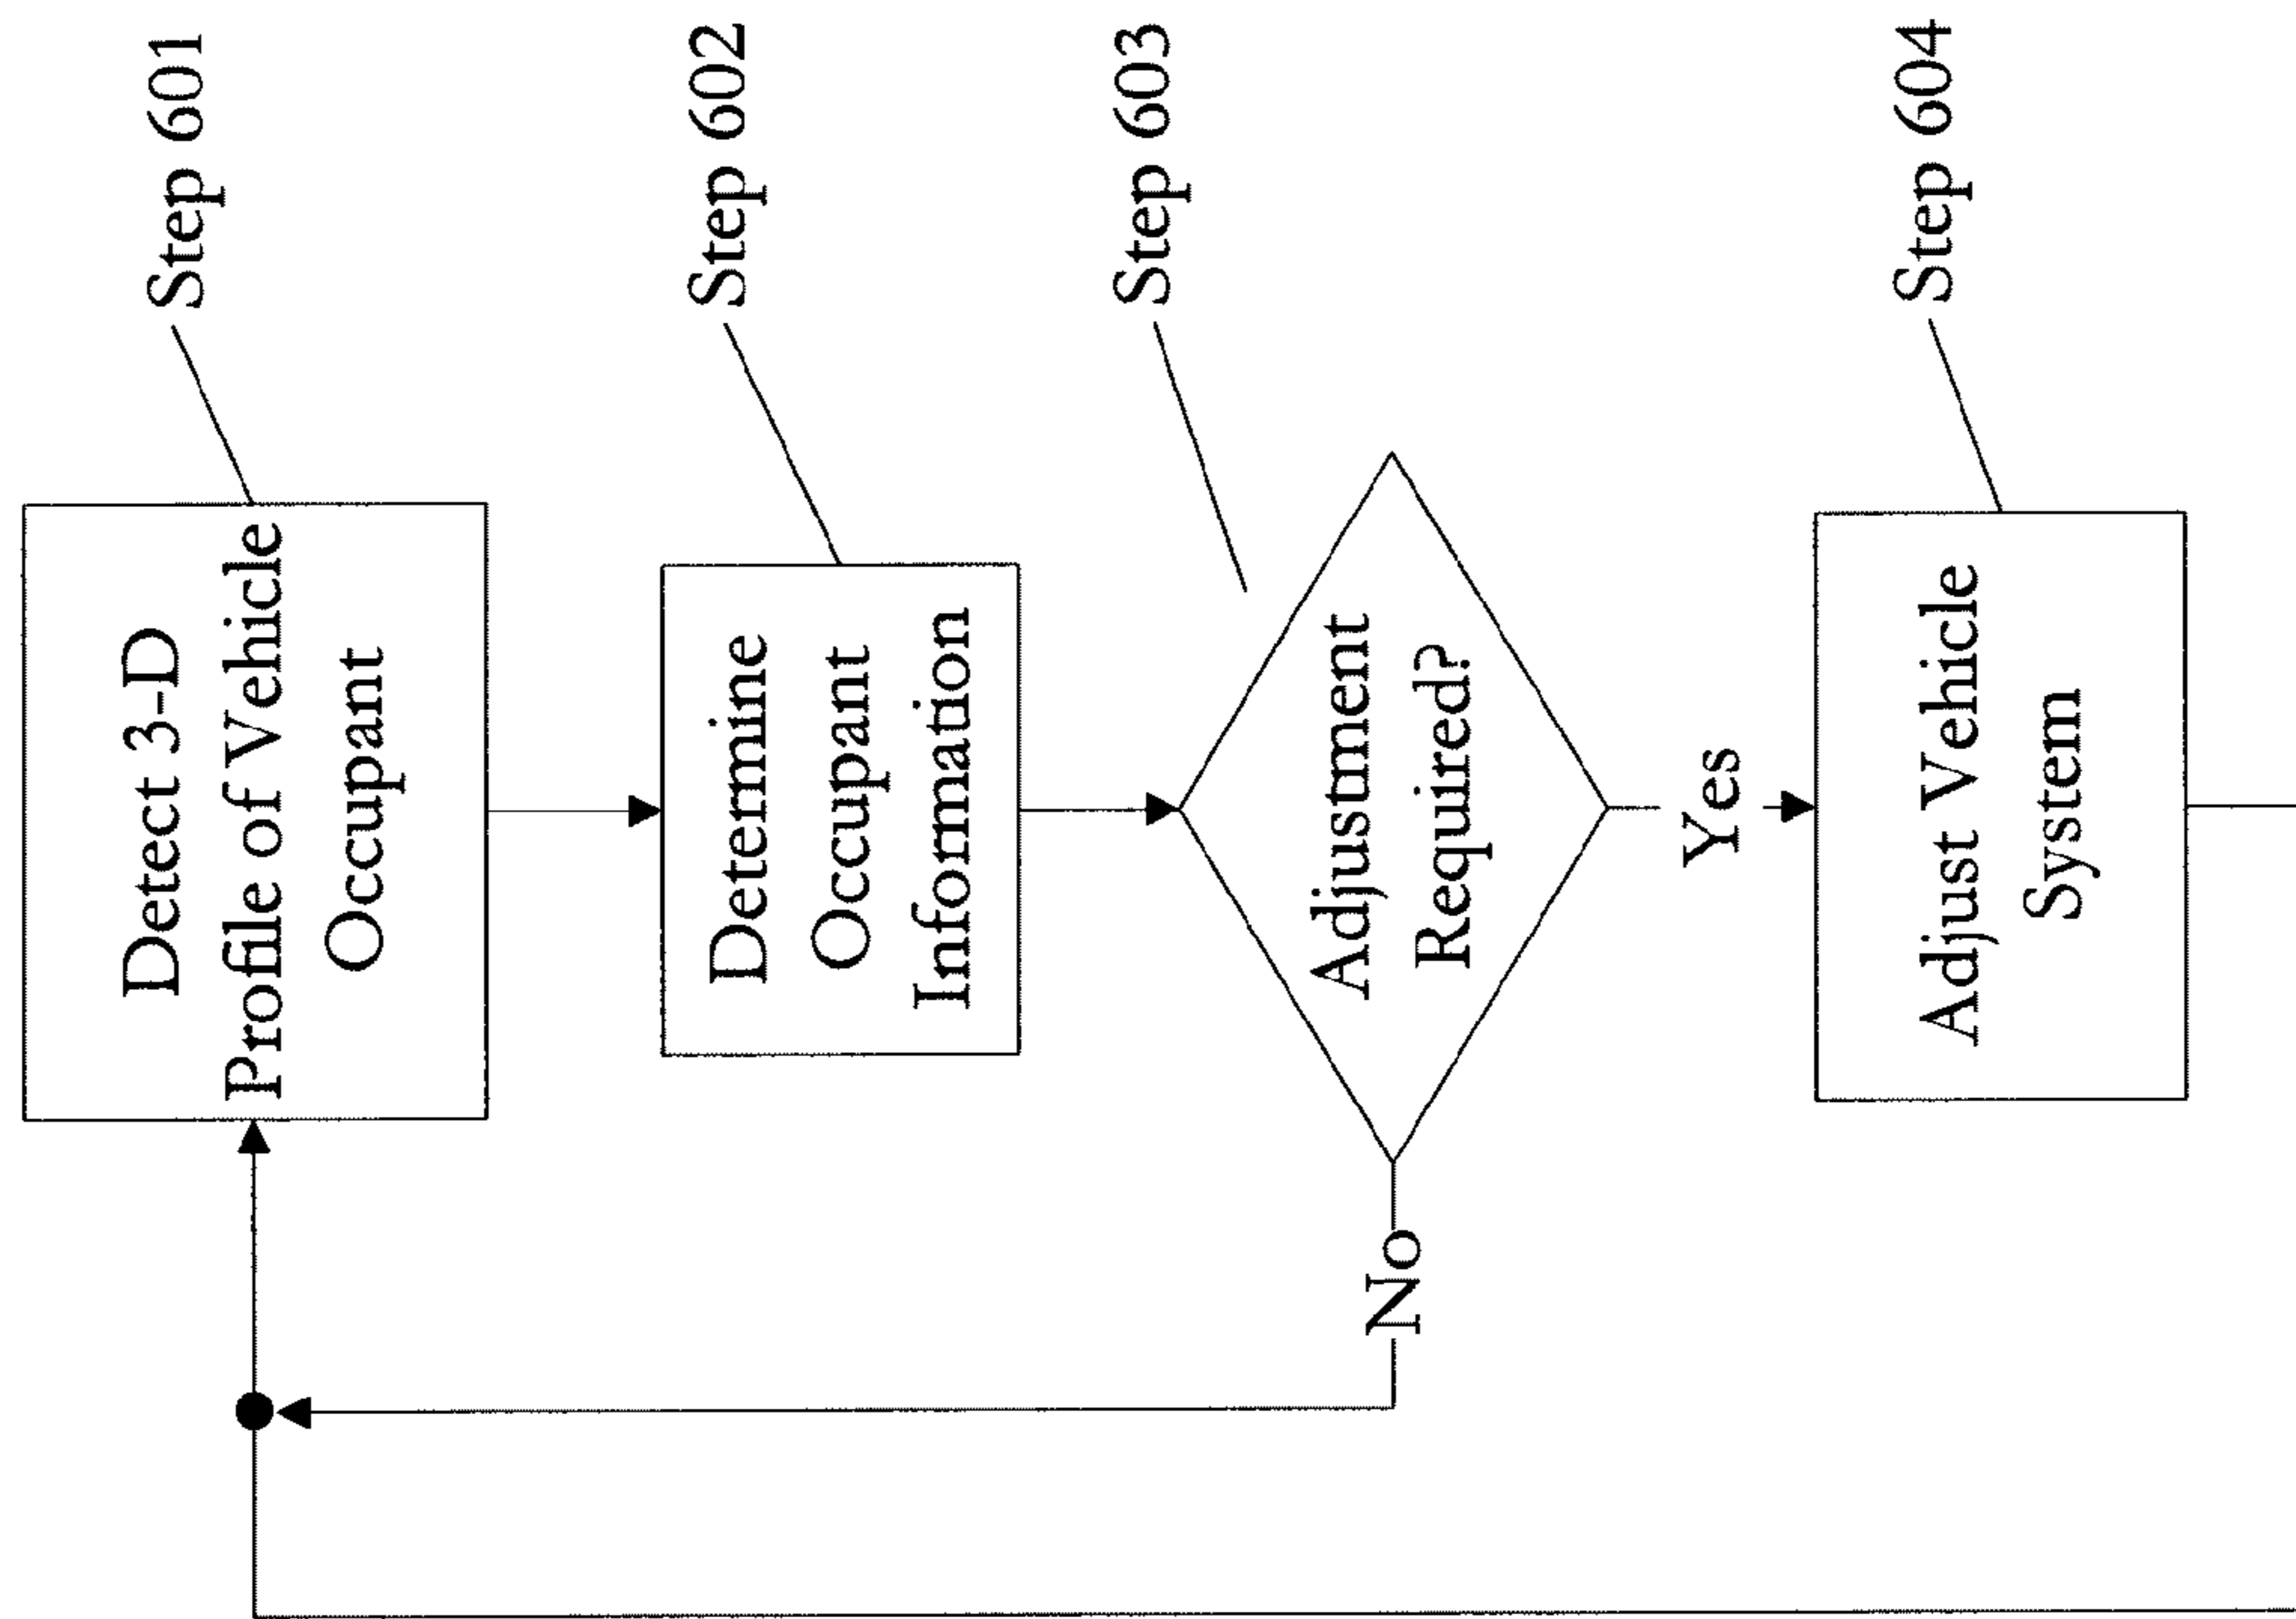 Detect 3-D
Profile of Vehicle
Occupant
Step 601
Determine
Occupant
Information
Step 602
Adjustment
Required?
Step 603
No
Yes
Adjust Vehicle
System
Step 604